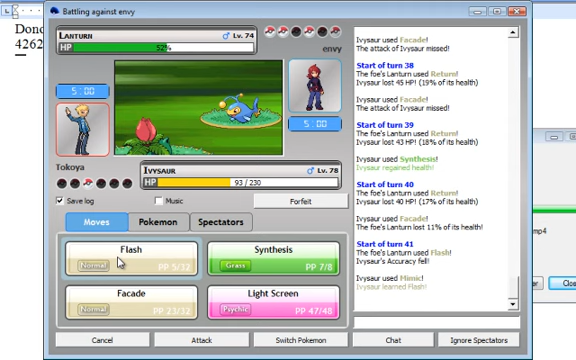 Dond
4262
Battling against envy
Lanturn
Lv. 74
HP
52%
envy
5:00
5:00
Tokoya
Ivysaur
Lv. 78
HP
93 / 230
Save log
Music
Forfeit
Moves
Pokemon
Spectators
Flash
Normal
PP 5/32
Synthesis
Grass
PP 7/8
Facade
Normal
PP 23/32
Light Screen
Psychic
PP 47/48
Cancel
Attack
Switch Pokemon
Chat
Ignore Spectators
Ivysaur used Facade!
The attack of Ivysaur missed!
Start of turn 38
The foe's Lanturn used Return!
Ivysaur lost 45 HP! (19% of its health)
Ivysaur used Facade!
The attack of Ivysaur missed!
Start of turn 39
The foe's Lanturn used Return!
Ivysaur lost 43 HP! (18% of its health)
Ivysaur used Synthesis!
Ivysaur regained health!
Start of turn 40
The foe's Lanturn used Return!
Ivysaur lost 40 HP! (17% of its health)
Ivysaur used Facade!
The foe's Lanturn lost 11% of its health!
Start of turn 41
The foe's Lanturn used Flash!
Ivysaur's Accuracy fell!
Ivysaur used Mimic!
Ivysaur learned Flash!
mp4
Close